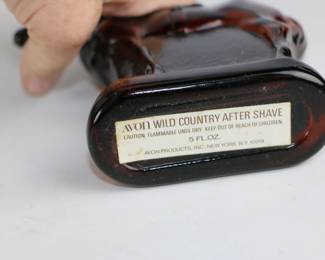 AVON WILD COUNTRY AFTER SHAVE
CAUTION: FLAMMABLE UNTIL DRY. KEEP OUT OF REACH OF CHILDREN.
5 FL. OZ.
AVON PRODUCTS, INC., NEW YORK, N.Y. 10019